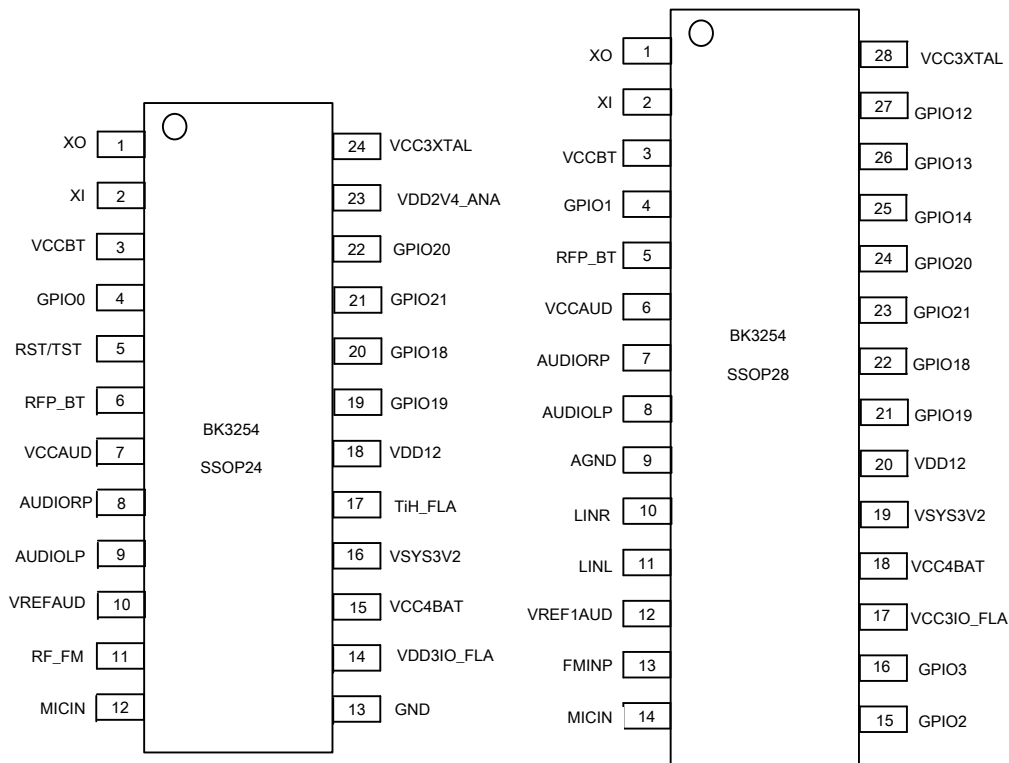 XO 1
XI 2
VCCBT 3
GPIO0 4
RST/TST 5
RFP_BT 6
VCCAUD 7
AUDIORP 8
AUDIOLP 9
VREFAUD 10
RF_FM 11
MICIN 12
BK3254
SSOP24
24 VCC3XTAL
23 VDD2V4_ANA
22 GPIO20
21 GPIO21
20 GPIO18
19 GPIO19
18 VDD12
17 TiH_FLA
16 VSYS3V2
15 VCC4BAT
14 VDD3IO_FLA
13 GND
XO 1
XI 2
VCCBT 3
GPIO1 4
RFP_BT 5
VCCAUD 6
AUDIORP 7
AUDIOLP 8
AGND 9
LINR 10
LINL 11
VREF1AUD 12
FMINP 13
MICIN 14
BK3254
SSOP28
28 VCC3XTAL
27 GPIO12
26 GPIO13
25 GPIO14
24 GPIO20
23 GPIO21
22 GPIO18
21 GPIO19
20 VDD12
19 VSYS3V2
18 VCC4BAT
17 VCC3IO_FLA
16 GPIO3
15 GPIO2